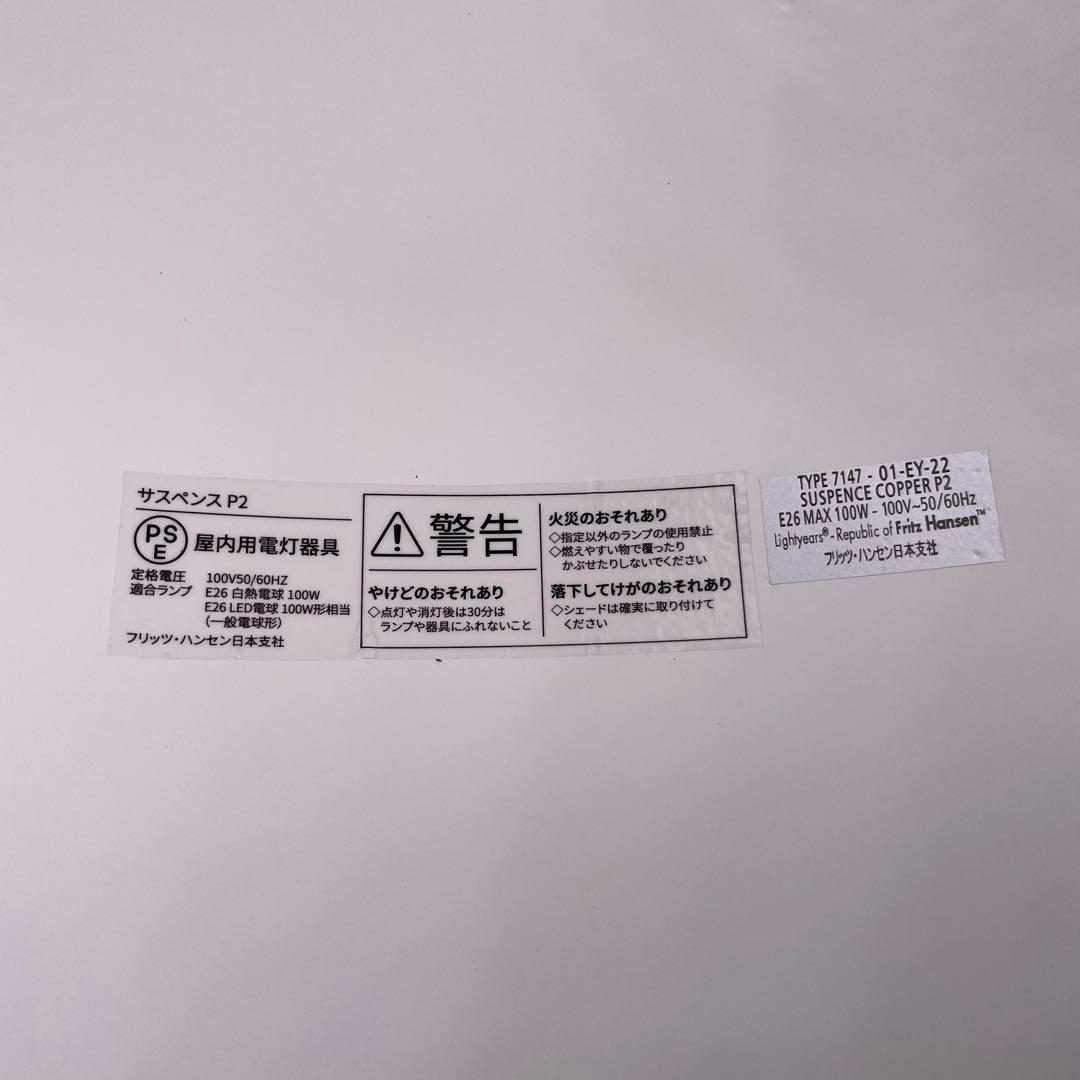 サスペンス P2
PS
E
屋内用電灯器具
定格電圧 100V50/60HZ
適合ランプ E26 白熱電球 100W
E26 LED電球 100W形相当
(一般電球形)
フリッツ・ハンセン日本支社
警告
やけどのおそれあり
◇点灯や消灯後は30分は
ランプや器具にふれないこと
火災のおそれあり
◇指定以外のランプの使用禁止
◇燃えやすい物で覆ったり
かぶせたりしないでください
落下してけがのおそれあり
◇シェードは確実に取り付けて
ください
TYPE 7147 - 01-EY-22
SUSPENCE COPPER P2
E26 MAX 100W - 100V~50/60Hz
Lightyears® - Republic of Fritz Hansen™
フリッツ・ハンセン日本支社